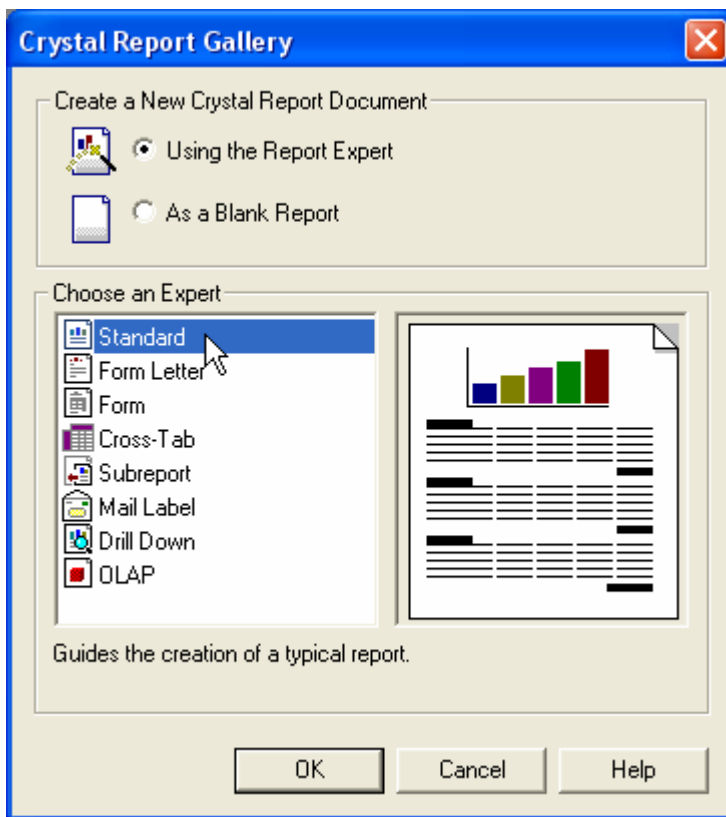 Crystal Report Gallery
Create a New Crystal Report Document
Using the Report Expert
As a Blank Report
Choose an Expert
Standard
Form Letter
Form
Cross-Tab
Subreport
Mail Label
Drill Down
OLAP
Guides the creation of a typical report.
OK Cancel Help